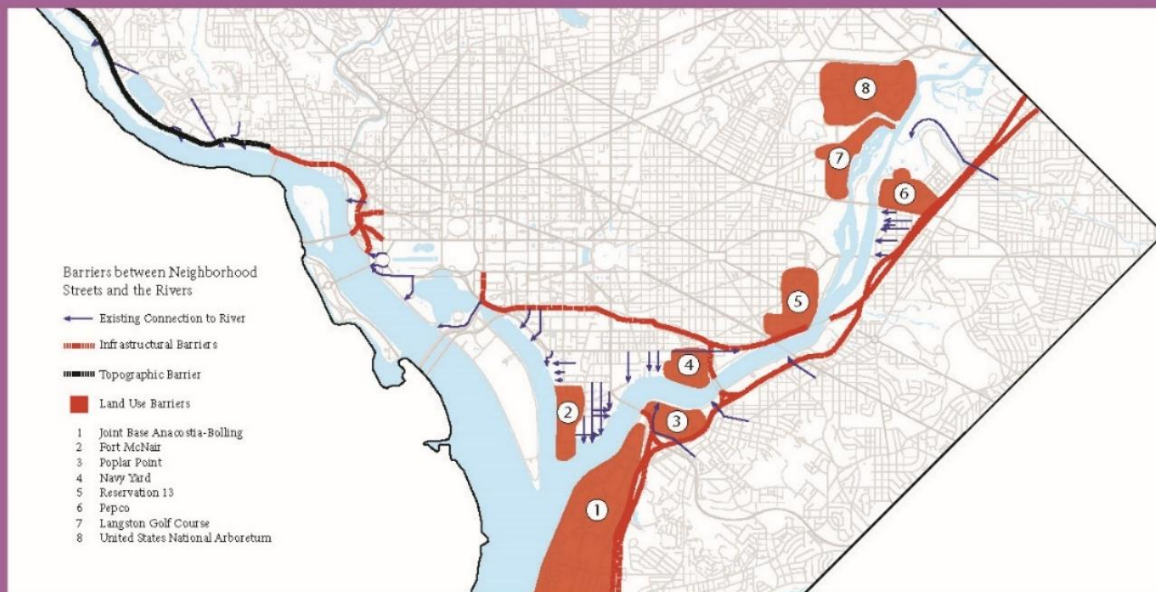 Barriers between Neighborhood
Streets and the Rivers
Existing Connection to River
Infrastructural Barriers
Topographic Barrier
Land Use Barriers
1 Joint Base Anacostia-Bolling
2 Fort McNair
3 Poplar Point
4 Navy Yard
5 Reservation 13
6 Pepco
7 Langston Golf Course
8 United States National Arboretum
8
7
6
5
4
2
3
1